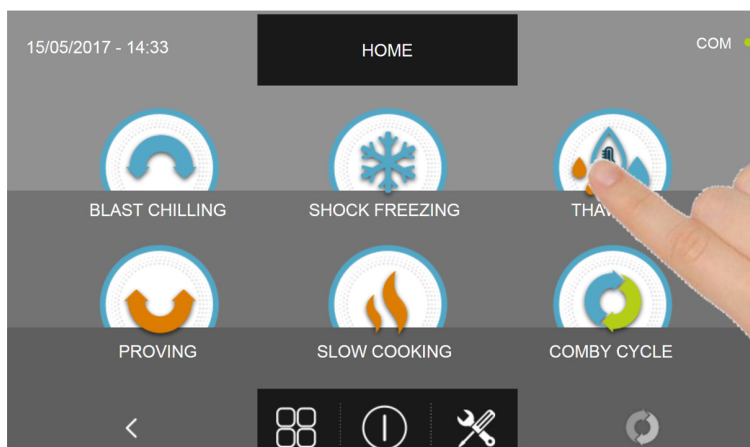 15/05/2017 - 14:33
HOME
COM
BLAST CHILLING
SHOCK FREEZING
PROVING
SLOW COOKING
COMBY CYCLE